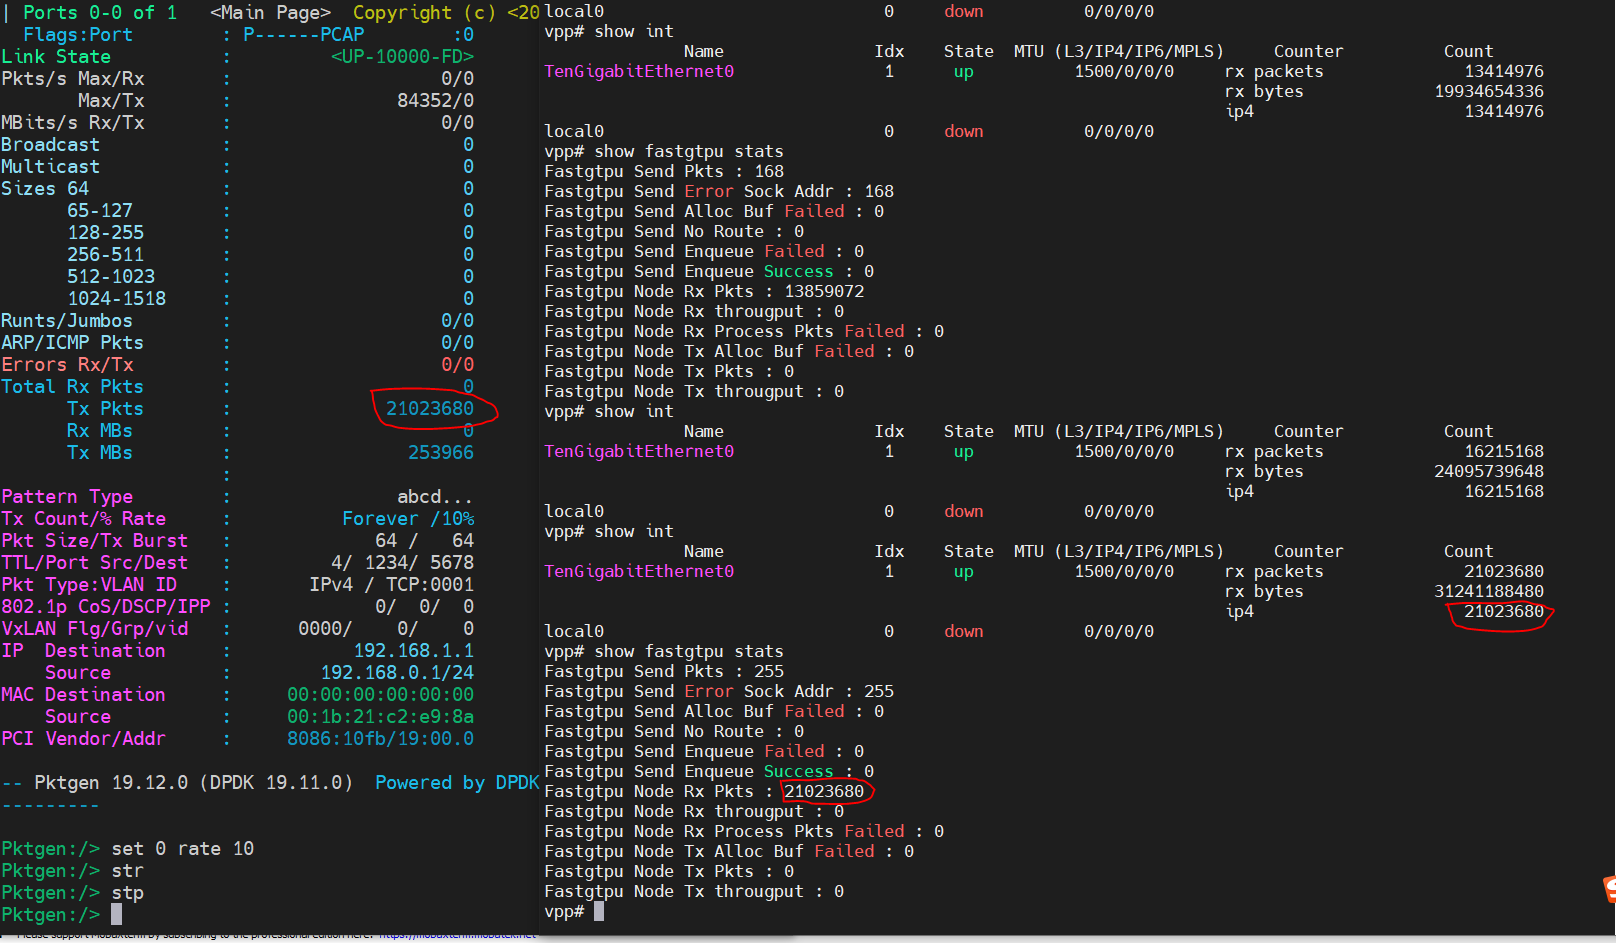 | Ports 0-0 of 1   <Main Page>  Copyright (c) <20
Flags:Port        : P------PCAP        :0
Link State          :         <UP-10000-FD>
Pkts/s Max/Rx       :                   0/0
       Max/Tx       :               84352/0
MBits/s Rx/Tx       :                   0/0
Broadcast           :                     0
Multicast           :                     0
Sizes 64            :                     0
      65-127        :                     0
      128-255       :                     0
      256-511       :                     0
      512-1023      :                     0
      1024-1518     :                     0
Runts/Jumbos        :                   0/0
ARP/ICMP Pkts       :                   0/0
Errors Rx/Tx        :                   0/0
Total Rx Pkts       :                     0
      Tx Pkts       :              21023680
      Rx MBs        :                     0
      Tx MBs        :                253966
                    :
Pattern Type        :               abcd...
Tx Count/% Rate     :          Forever /10%
Pkt Size/Tx Burst   :             64 /   64
TTL/Port Src/Dest   :         4/ 1234/ 5678
Pkt Type:VLAN ID    :       IPv4 / TCP:0001
802.1p CoS/DSCP/IPP :             0/  0/  0
VxLAN Flg/Grp/vid   :      0000/    0/    0
IP  Destination     :           192.168.1.1
    Source          :        192.168.0.1/24
MAC Destination     :     00:00:00:00:00:00
    Source          :     00:1b:21:c2:e9:8a
PCI Vendor/Addr     :     8086:10fb/19:00.0
-- Pktgen 19.12.0 (DPDK 19.11.0)  Powered by DPDK
---------
Pktgen:/> set 0 rate 10
Pktgen:/> str
Pktgen:/> stp
Pktgen:/>
Please support MobaXterm by subscribing to the professional edition here: https://mobaxterm.mobatek.net
local0                            0     down          0/0/0/0
vpp# show int
              Name               Idx    State  MTU (L3/IP4/IP6/MPLS)     Counter          Count
TenGigabitEthernet0               1      up          1500/0/0/0     rx packets              13414976
rx bytes             19934654336
ip4                     13414976
local0                            0     down          0/0/0/0
vpp# show fastgtpu stats
Fastgtpu Send Pkts : 168
Fastgtpu Send Error Sock Addr : 168
Fastgtpu Send Alloc Buf Failed : 0
Fastgtpu Send No Route : 0
Fastgtpu Send Enqueue Failed : 0
Fastgtpu Send Enqueue Success : 0
Fastgtpu Node Rx Pkts : 13859072
Fastgtpu Node Rx througput : 0
Fastgtpu Node Rx Process Pkts Failed : 0
Fastgtpu Node Tx Alloc Buf Failed : 0
Fastgtpu Node Tx Pkts : 0
Fastgtpu Node Tx througput : 0
vpp# show int
              Name               Idx    State  MTU (L3/IP4/IP6/MPLS)     Counter          Count
TenGigabitEthernet0               1      up          1500/0/0/0     rx packets              16215168
rx bytes             24095739648
ip4                     16215168
local0                            0     down          0/0/0/0
vpp# show int
              Name               Idx    State  MTU (L3/IP4/IP6/MPLS)     Counter          Count
TenGigabitEthernet0               1      up          1500/0/0/0     rx packets              21023680
rx bytes             31241188480
ip4                     21023680
local0                            0     down          0/0/0/0
vpp# show fastgtpu stats
Fastgtpu Send Pkts : 255
Fastgtpu Send Error Sock Addr : 255
Fastgtpu Send Alloc Buf Failed : 0
Fastgtpu Send No Route : 0
Fastgtpu Send Enqueue Failed : 0
Fastgtpu Send Enqueue Success : 0
Fastgtpu Node Rx Pkts : 21023680
Fastgtpu Node Rx througput : 0
Fastgtpu Node Rx Process Pkts Failed : 0
Fastgtpu Node Tx Alloc Buf Failed : 0
Fastgtpu Node Tx Pkts : 0
Fastgtpu Node Tx througput : 0
vpp#